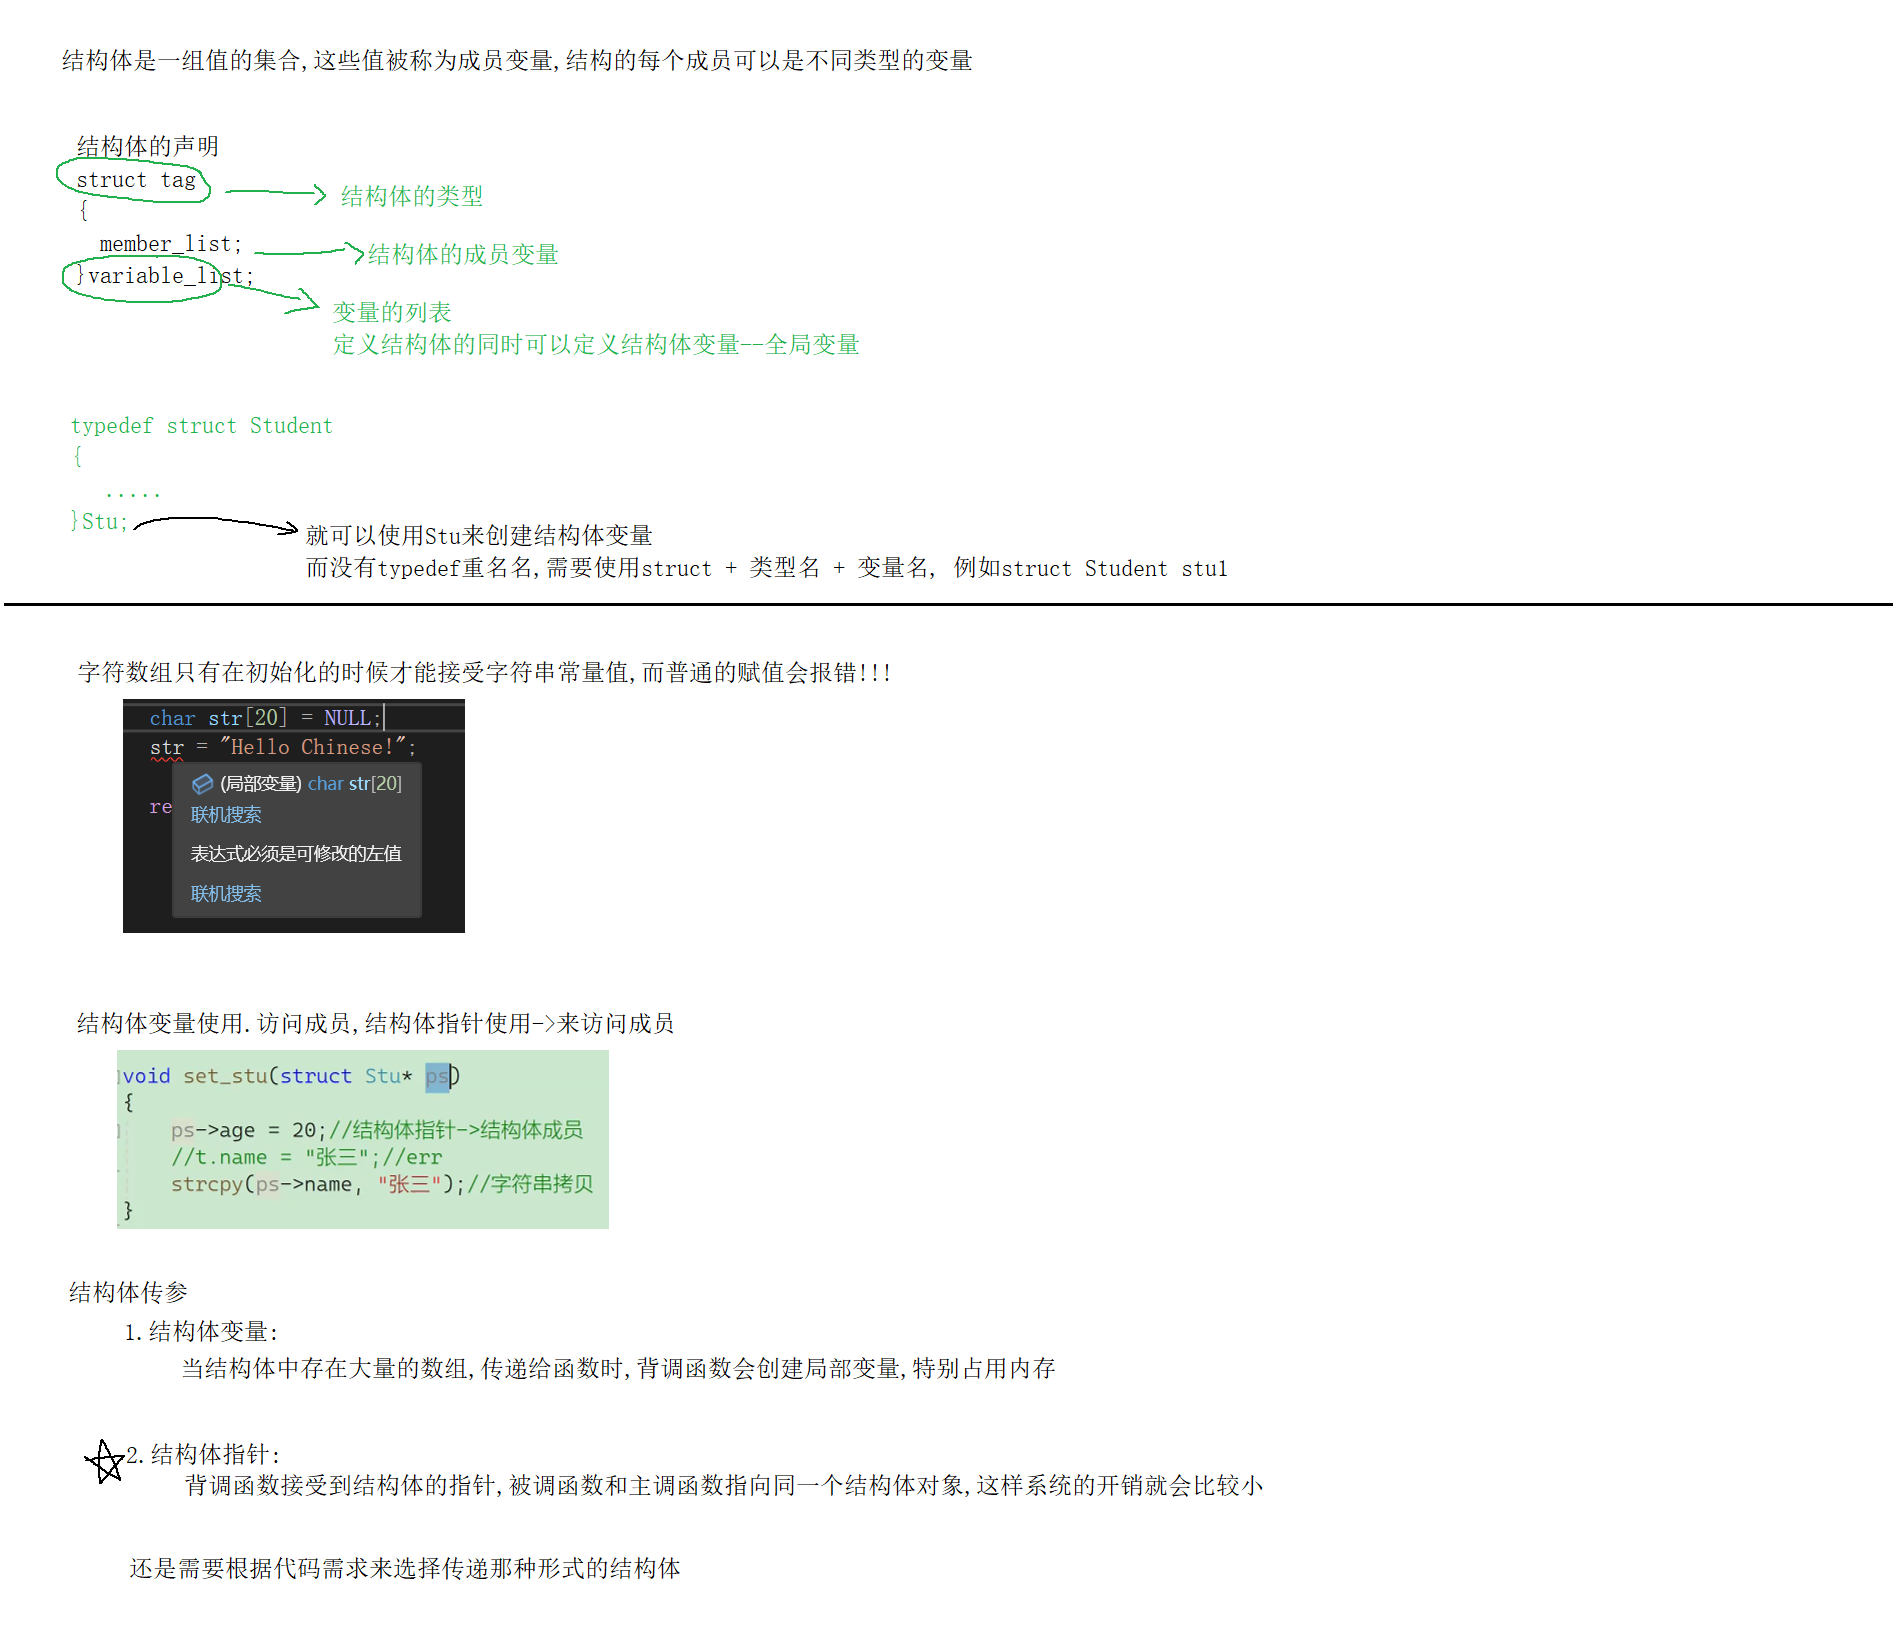 结构体是一组值的集合,这些值被称为成员变量,结构的每个成员可以是不同类型的变量
结构体的声明
struct tag
结构体的类型
{
member_list;
结构体的成员变量
}variable_list;
变量的列表
定义结构体的同时可以定义结构体变量--全局变量
typedef struct Student
{
.....
}Stu;
就可以使用Stu来创建结构体变量
而没有typedef重名名,需要使用struct + 类型名 + 变量名, 例如struct Student stu1
字符数组只有在初始化的时候才能接受字符串常量值,而普通的赋值会报错!!!
char str[20] = NULL;
str = "Hello Chinese!";
(局部变量) char str[20]
re
联机搜索
表达式必须是可修改的左值
联机搜索
结构体变量使用.访问成员,结构体指针使用->来访问成员
void set_stu(struct Stu* ps)
{
ps->age = 20;//结构体指针->结构体成员
//t.name = "张三";//err
strcpy(ps->name, "张三");//字符串拷贝
}
结构体传参
1.结构体变量:
当结构体中存在大量的数组,传递给函数时,背调函数会创建局部变量,特别占用内存
2.结构体指针:
背调函数接受到结构体的指针,被调函数和主调函数指向同一个结构体对象,这样系统的开销就会比较小
还是需要根据代码需求来选择传递那种形式的结构体